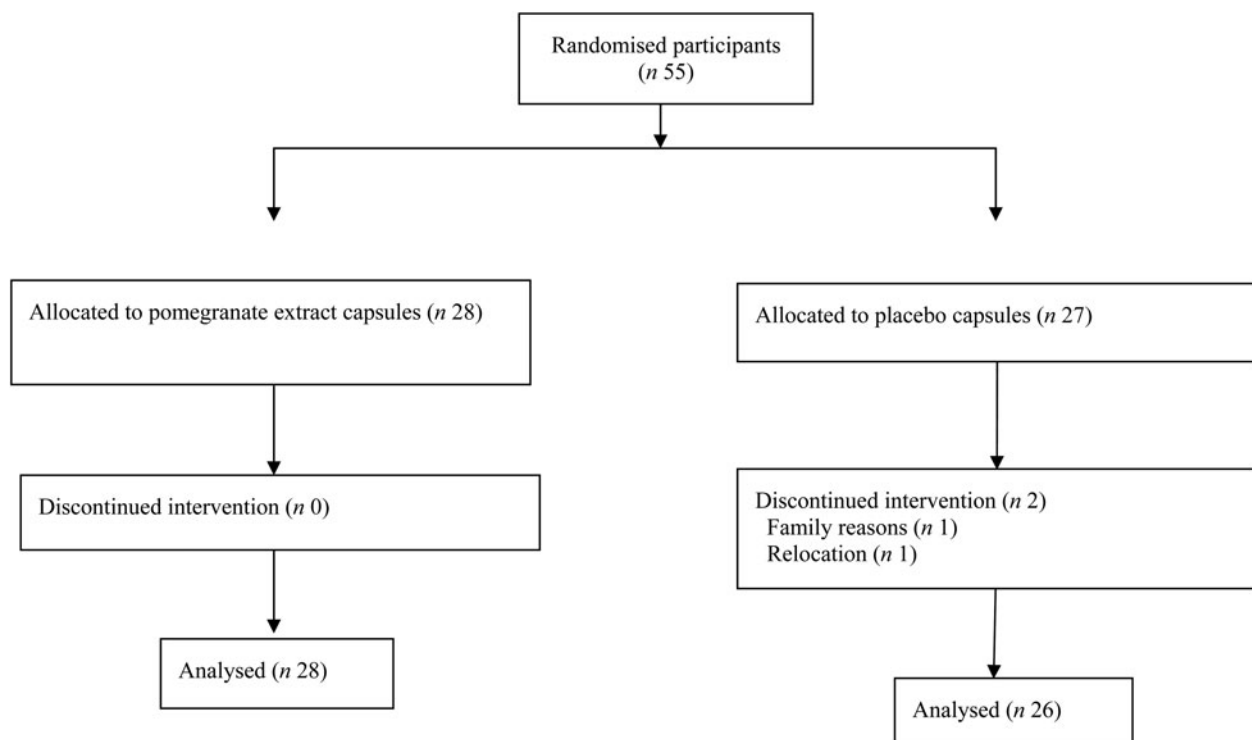 Randomised participants
(n 55)
Allocated to pomegranate extract capsules (n 28)
Discontinued intervention (n 0)
Analysed (n 28)
Allocated to placebo capsules (n 27)
Discontinued intervention (n 2)
Family reasons (n 1)
Relocation (n 1)
Analysed (n 26)